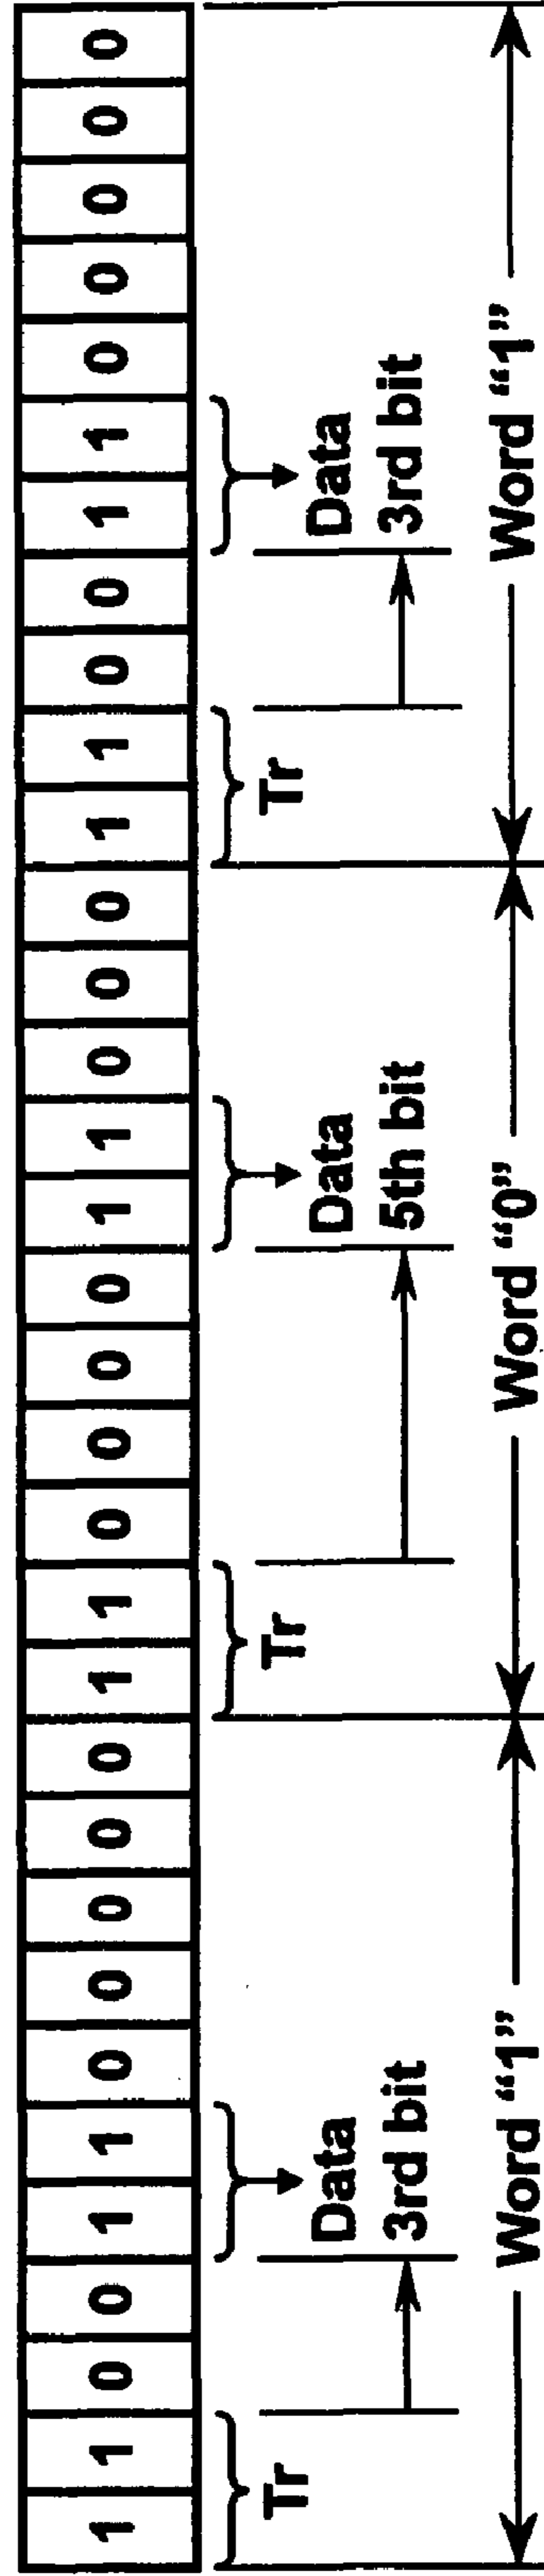 1 1 0 0 1 1 0 0 0 0 0 1 1 0 0 0 0 1 1 0 0 0 1 1 0 0 1 1 0 0 0 0 0
Tr Tr Tr
Data Data Data
3rd bit 5th bit 3rd bit
Word “1” Word “0” Word “1”